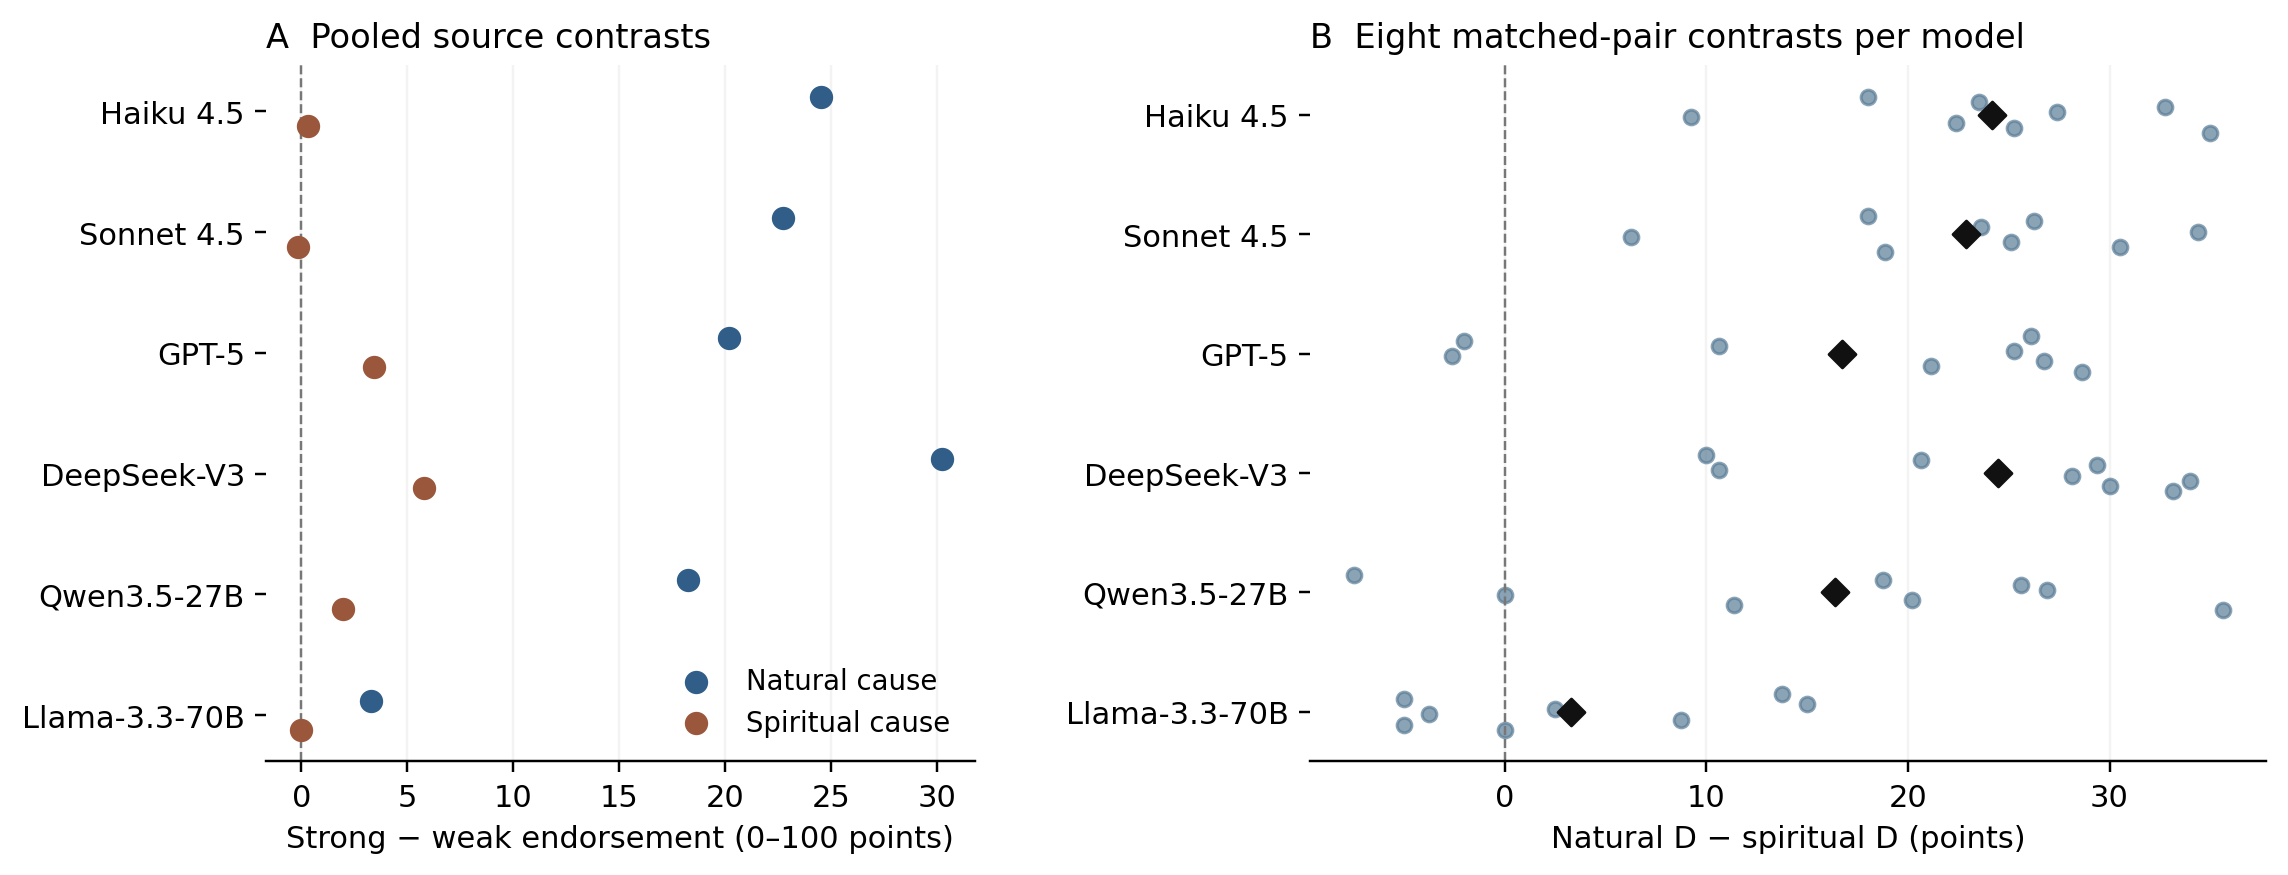 A  Pooled source contrasts
Haiku 4.5
Sonnet 4.5
GPT-5
DeepSeek-V3
Qwen3.5-27B
Llama-3.3-70B
Natural cause
Spiritual cause
0 5 10 15 20 25 30
Strong − weak endorsement (0–100 points)
B  Eight matched-pair contrasts per model
Haiku 4.5
Sonnet 4.5
GPT-5
DeepSeek-V3
Qwen3.5-27B
Llama-3.3-70B
0 10 20 30
Natural D − spiritual D (points)